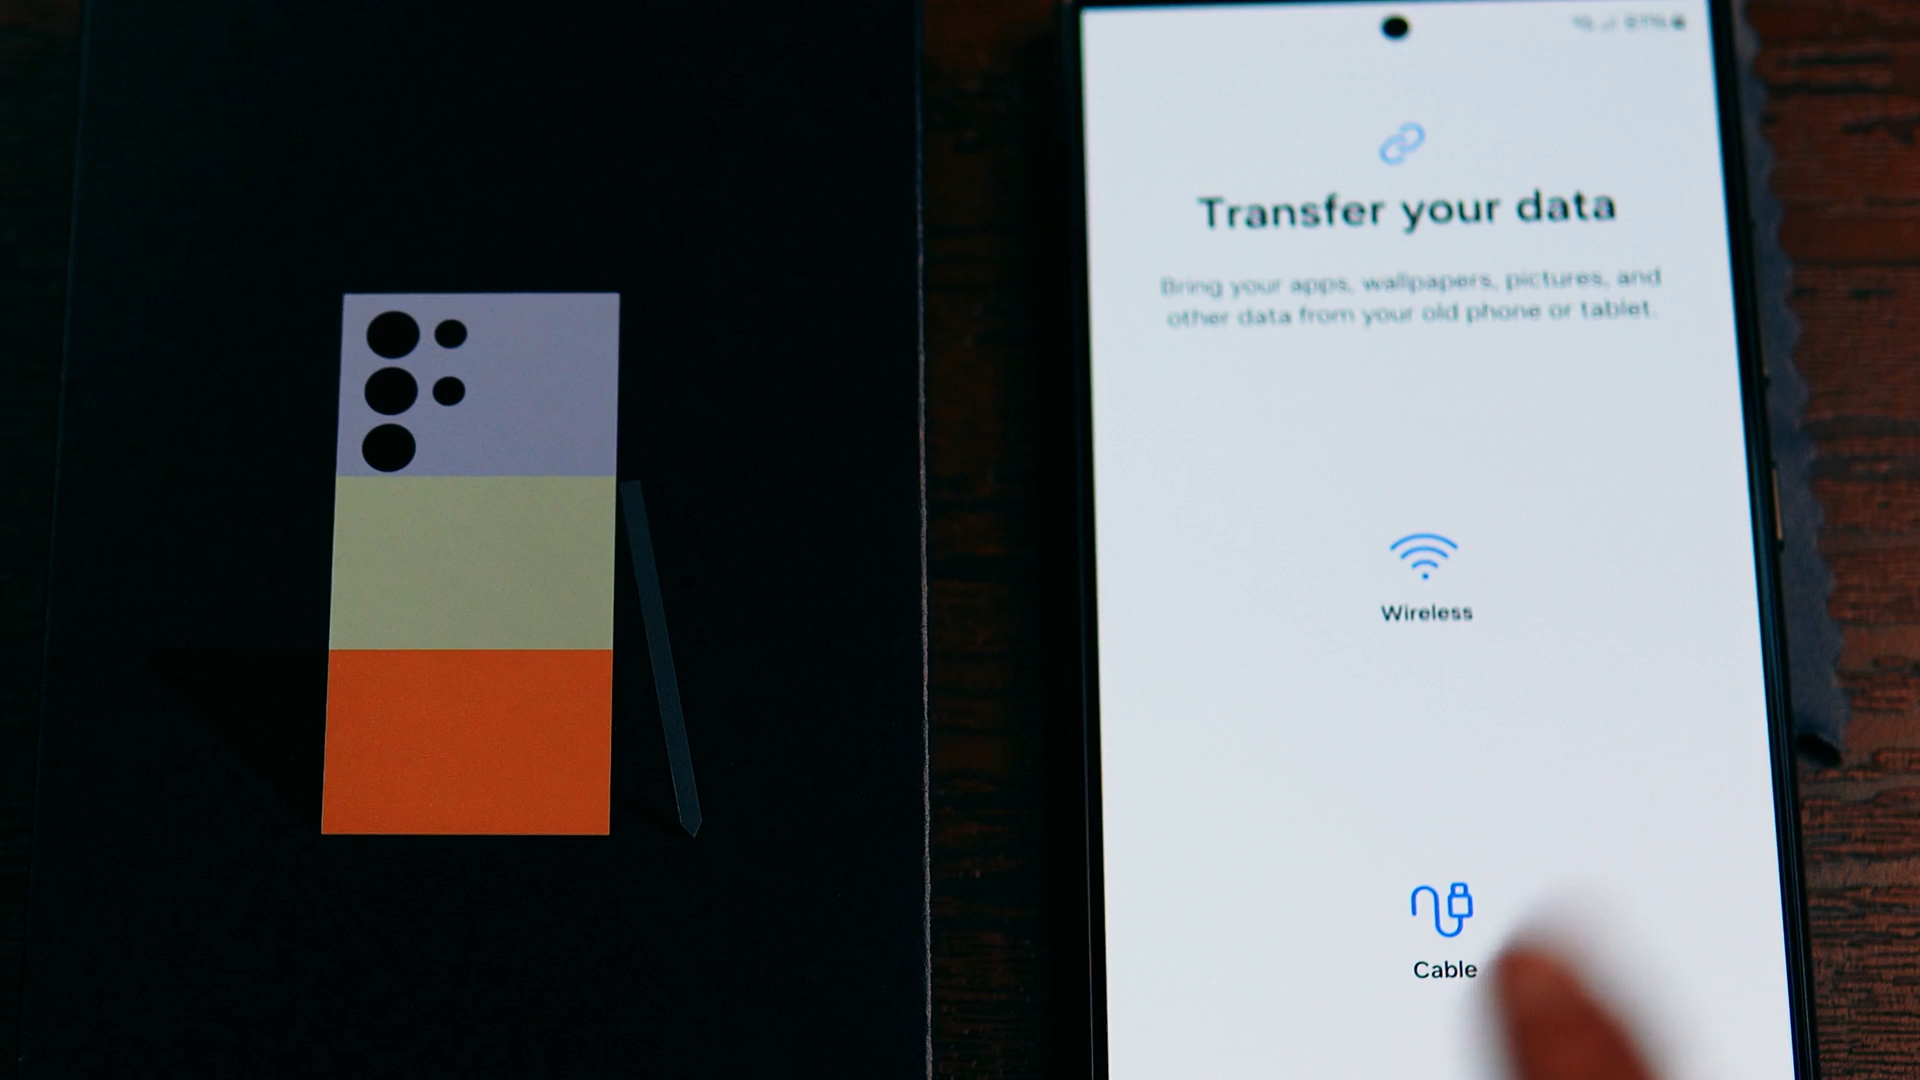 Transfer your data
Bring your apps, wallpapers, pictures, and
other data from your old phone or tablet.
Wireless
Cable